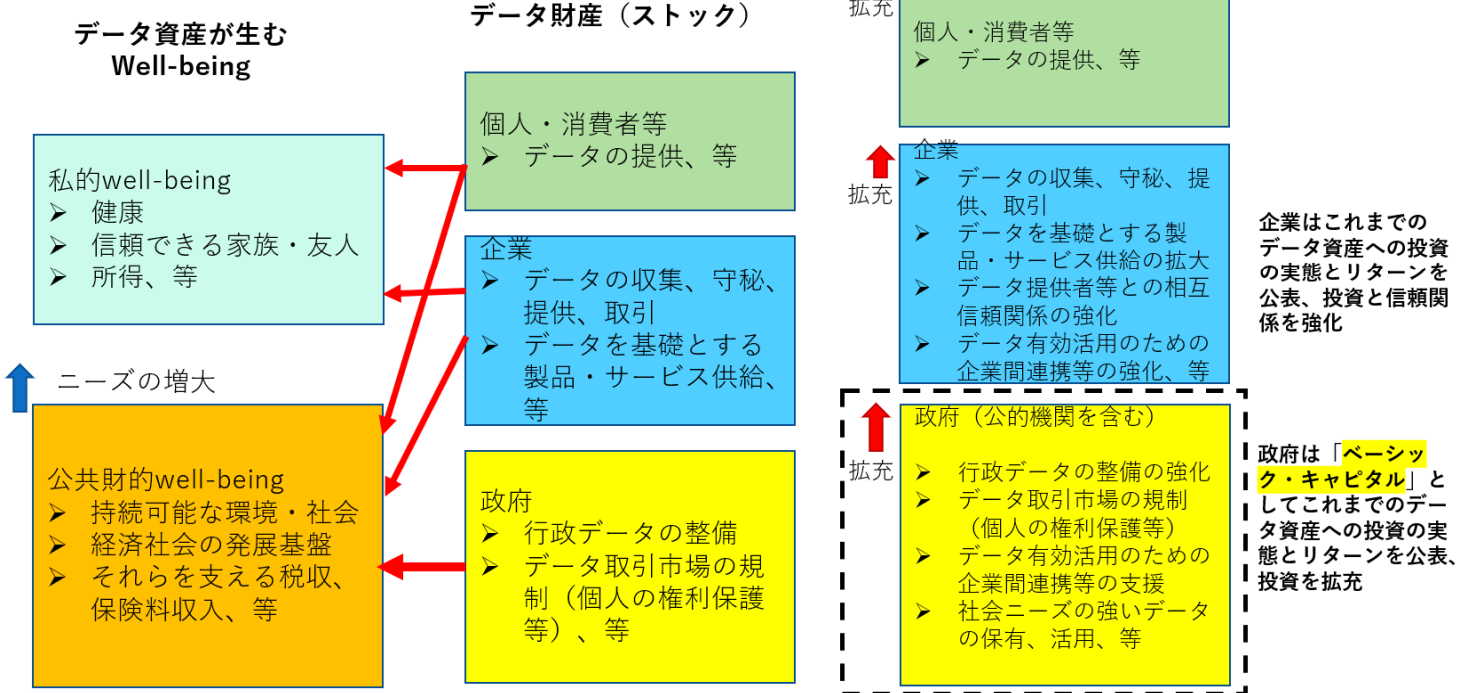 データ資産が生む
Well-being
私的well-being
➢ 健康
➢ 信頼できる家族・友人
➢ 所得、等
ニーズの増大
公共財的well-being
➢ 持続可能な環境・社会
➢ 経済社会の発展基盤
➢ それらを支える税収、
保険料収入、等
データ財産（ストック）
個人・消費者等
➢ データの提供、等
企業
➢ データの収集、守秘、
提供、取引
➢ データを基礎とする
製品・サービス供給、
等
政府
➢ 行政データの整備
➢ データ取引市場の規
制（個人の権利保護
等）、等
拡充
個人・消費者等
➢ データの提供、等
拡充
企業
➢ データの収集、守秘、提
供、取引
➢ データを基礎とする製
品・サービス供給の拡大
➢ データ提供者等との相互
信頼関係の強化
➢ データ有効活用のための
企業間連携等の強化、等
拡充
政府（公的機関を含む）
➢ 行政データの整備の強化
➢ データ取引市場の規制
（個人の権利保護等）
➢ データ有効活用のための
企業間連携等の支援
➢ 社会ニーズの強いデータ
の保有、活用、等
企業はこれまでの
データ資産への投資
の実態とリターンを
公表、投資と信頼関
係を強化
政府は「ベーシッ
ク・キャピタル」と
してこれまでのデー
タ資産への投資の実
態とリターンを公表、
投資を拡充